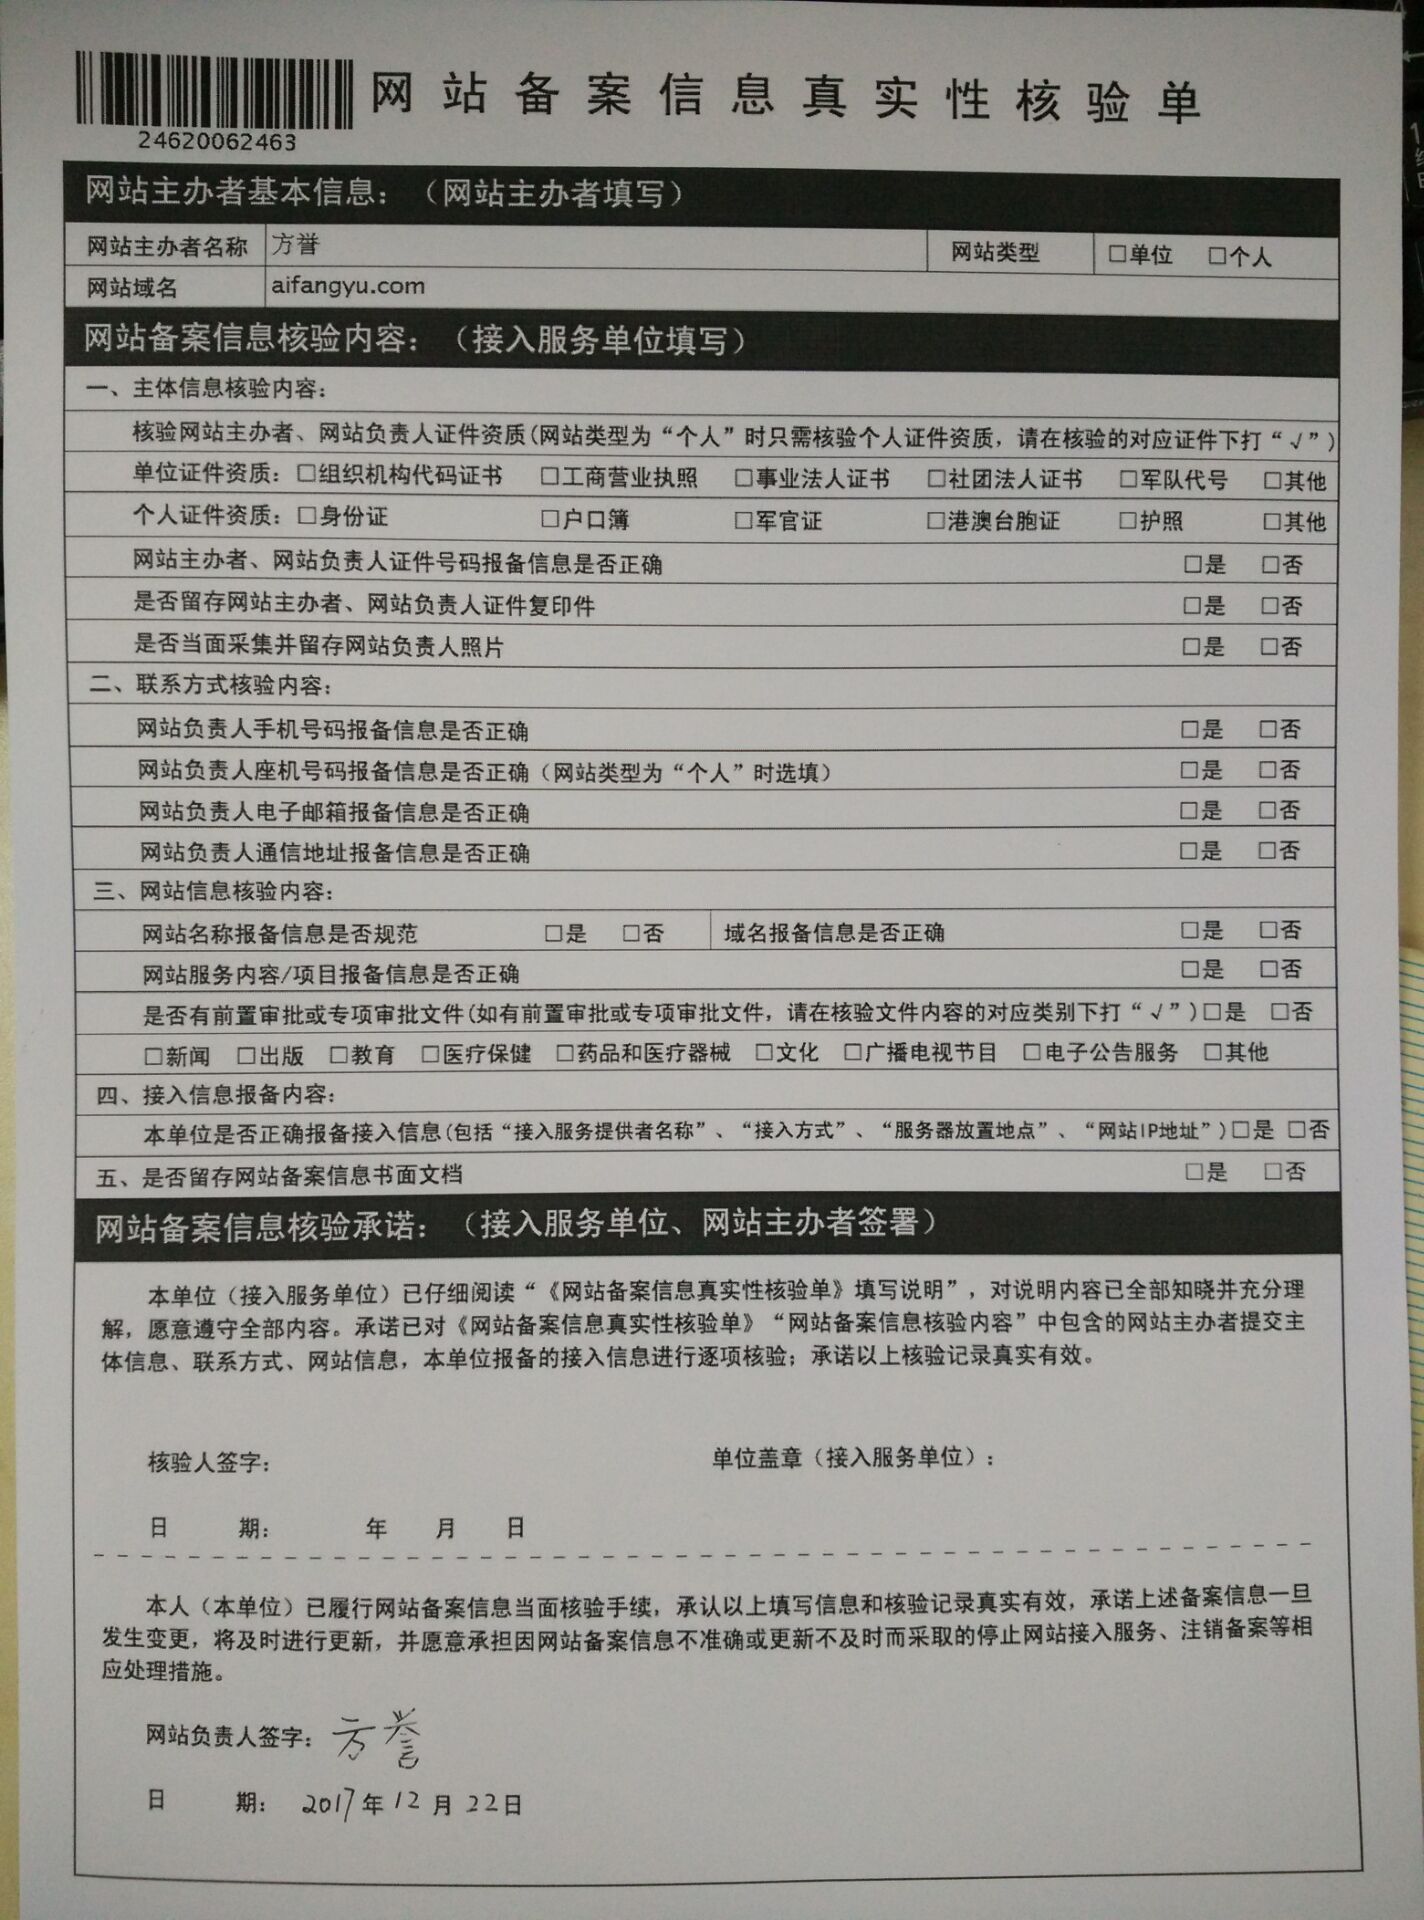 网站备案信息真实性核验单
24620062463
网站主办者基本信息：（网站主办者填写）
网站主办者名称 方誉 网站类型 □单位 □个人
网站域名 aifangyu.com
网站备案信息核验内容：（接入服务单位填写）
一、主体信息核验内容：
核验网站主办者、网站负责人证件资质(网站类型为“个人”时只需核验个人证件资质，请在核验的对应证件下打“√”)
单位证件资质：□组织机构代码证书 □工商营业执照 □事业法人证书 □社团法人证书 □军队代号 □其他
个人证件资质：□身份证 □户口簿 □军官证 □港澳台胞证 □护照 □其他
网站主办者、网站负责人证件号码报备信息是否正确 □是 □否
是否留存网站主办者、网站负责人证件复印件 □是 □否
是否当面采集并留存网站负责人照片 □是 □否
二、联系方式核验内容：
网站负责人手机号码报备信息是否正确 □是 □否
网站负责人座机号码报备信息是否正确（网站类型为“个人”时选填） □是 □否
网站负责人电子邮箱报备信息是否正确 □是 □否
网站负责人通信地址报备信息是否正确 □是 □否
三、网站信息核验内容：
网站名称报备信息是否规范 □是 □否 域名报备信息是否正确 □是 □否
网站服务内容/项目报备信息是否正确 □是 □否
是否有前置审批或专项审批文件(如有前置审批或专项审批文件，请在核验文件内容的对应类别下打“√”)□是 □否
□新闻 □出版 □教育 □医疗保健 □药品和医疗器械 □文化 □广播电视节目 □电子公告服务 □其他
四、接入信息报备内容：
本单位是否正确报备接入信息(包括“接入服务提供者名称”、“接入方式”、“服务器放置地点”、“网站IP地址”)□是 □否
五、是否留存网站备案信息书面文档 □是 □否
网站备案信息核验承诺：（接入服务单位、网站主办者签署）
本单位（接入服务单位）已仔细阅读“《网站备案信息真实性核验单》填写说明”，对说明内容已全部知晓并充分理
解，愿意遵守全部内容。承诺已对《网站备案信息真实性核验单》“网站备案信息核验内容”中包含的网站主办者提交主
体信息、联系方式、网站信息，本单位报备的接入信息进行逐项核验；承诺以上核验记录真实有效。
核验人签字： 单位盖章（接入服务单位）：
日 期： 年 月 日
本人（本单位）已履行网站备案信息当面核验手续，承认以上填写信息和核验记录真实有效，承诺上述备案信息一旦
发生变更，将及时进行更新，并愿意承担因网站备案信息不准确或更新不及时而采取的停止网站接入服务、注销备案等相
应处理措施。
网站负责人签字：方誉
日 期： 2017年12月22日